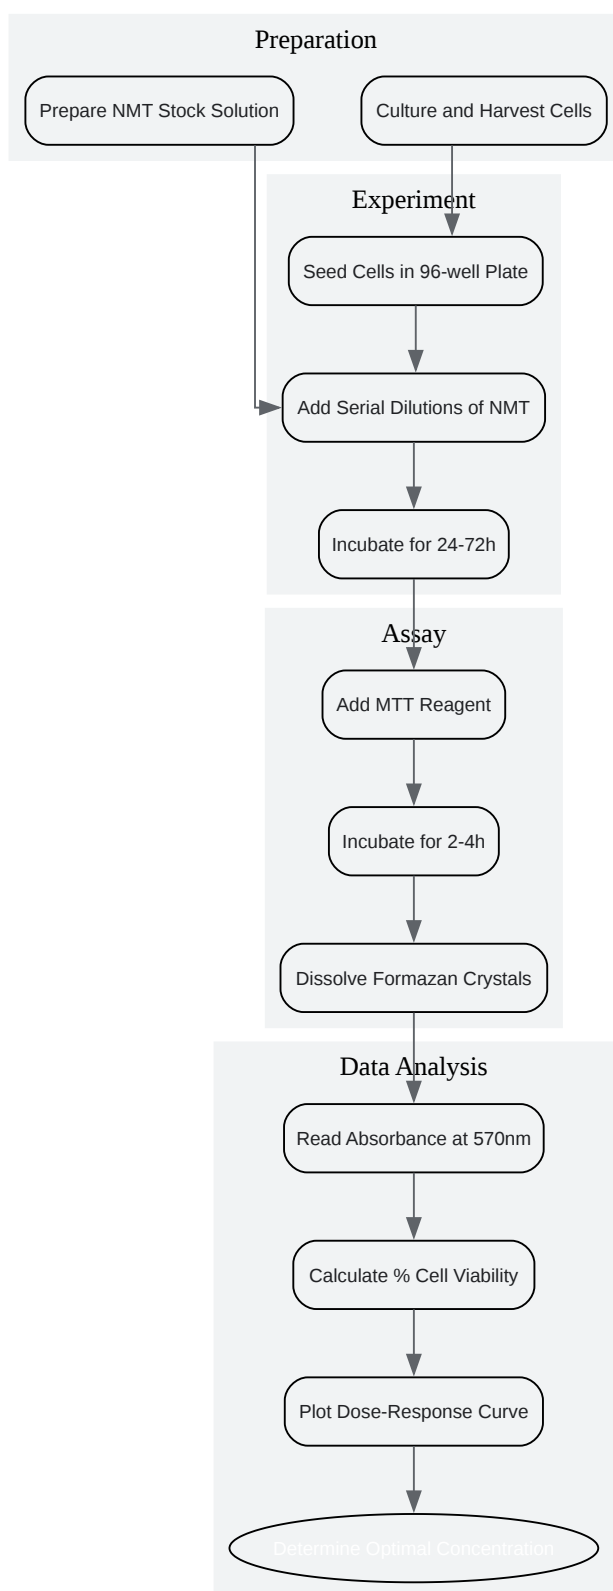 Preparation
Prepare NMT Stock Solution
Culture and Harvest Cells
Experiment
Seed Cells in 96-well Plate
Add Serial Dilutions of NMT
Incubate for 24-72h
Assay
Add MTT Reagent
Incubate for 2-4h
Dissolve Formazan Crystals
Data Analysis
Read Absorbance at 570nm
Calculate % Cell Viability
Plot Dose-Response Curve
Determine Optimal Concentration